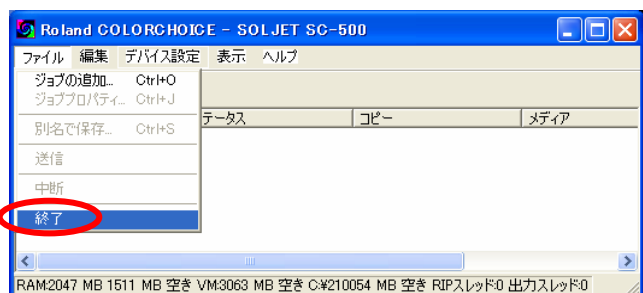 Roland COLORCHOICE - SOLJET SC-500
ファイル 編集 デバイス設定 表示 ヘルプ
ジョブの追加... Ctrl+O
ジョブプロパティ... Ctrl+J
テータス コピー メディア
別名で保存... Ctrl+S
送信
中断
終了
RAM:2047 MB 1511 MB 空き VM:3063 MB 空き C:¥210054 MB 空き RIPスレッド:0 出力スレッド:0